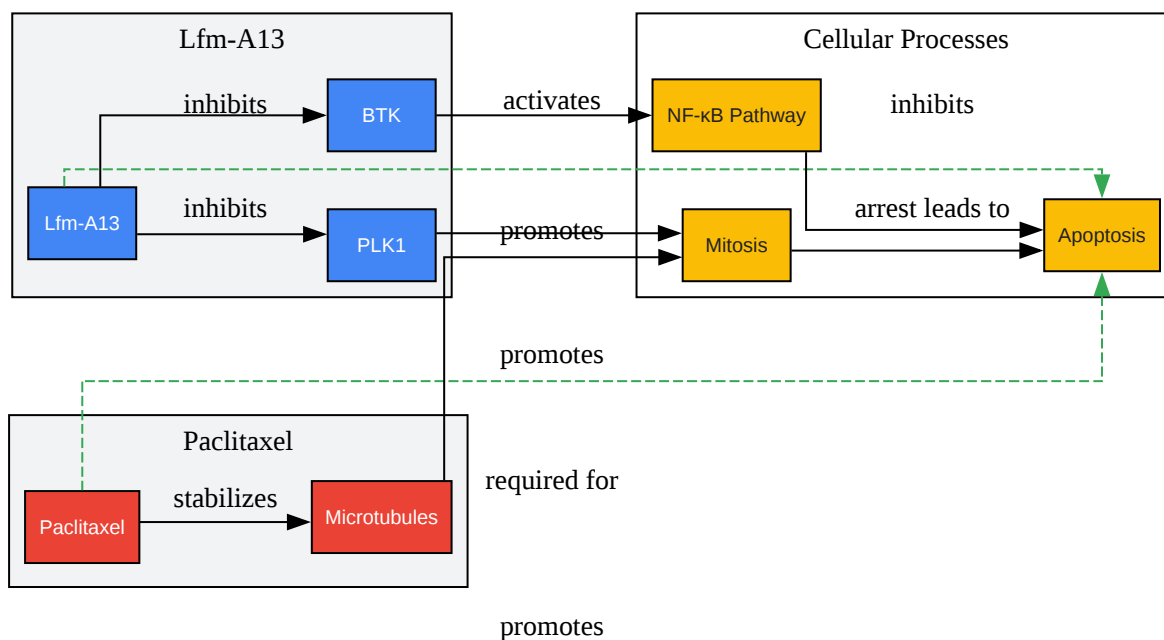 Lfm-A13
Cellular Processes
inhibits
BTK
activates
NF-κB Pathway
inhibits
Lfm-A13
inhibits
PLK1
promotes
Mitosis
arrest leads to
Apoptosis
promotes
Paclitaxel
Paclitaxel
stabilizes
Microtubules
required for
promotes